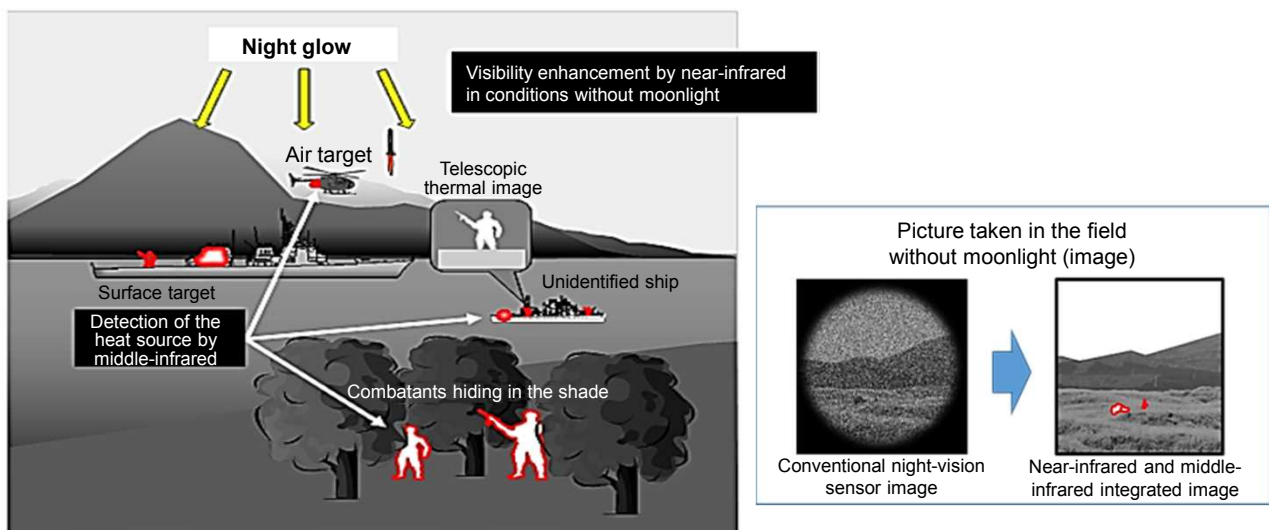 Night glow
Visibility enhancement by near-infrared
in conditions without moonlight
Air target
Telescopic
thermal image
Surface target
Unidentified ship
Detection of the
heat source by
middle-infrared
Combatants hiding in the shade
Picture taken in the field
without moonlight (image)
Conventional night-vision
sensor image
Near-infrared and middle-
infrared integrated image